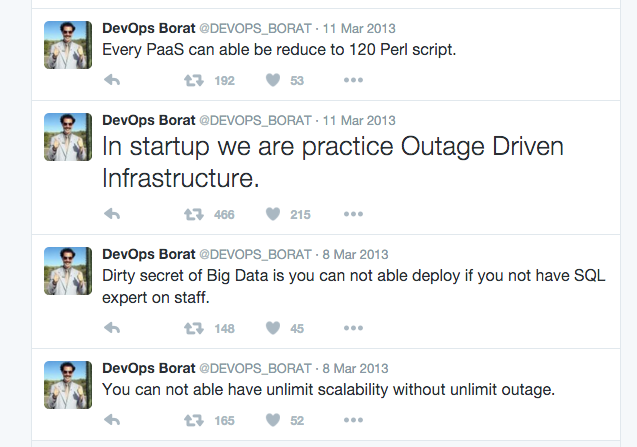 DevOps Borat @DEVOPS_BORAT · 11 Mar 2013
Every PaaS can able be reduce to 120 Perl script.
192 53
DevOps Borat @DEVOPS_BORAT · 11 Mar 2013
In startup we are practice Outage Driven
Infrastructure.
466 215
DevOps Borat @DEVOPS_BORAT · 8 Mar 2013
Dirty secret of Big Data is you can not able deploy if you not have SQL
expert on staff.
148 45
DevOps Borat @DEVOPS_BORAT · 8 Mar 2013
You can not able have unlimit scalability without unlimit outage.
165 52